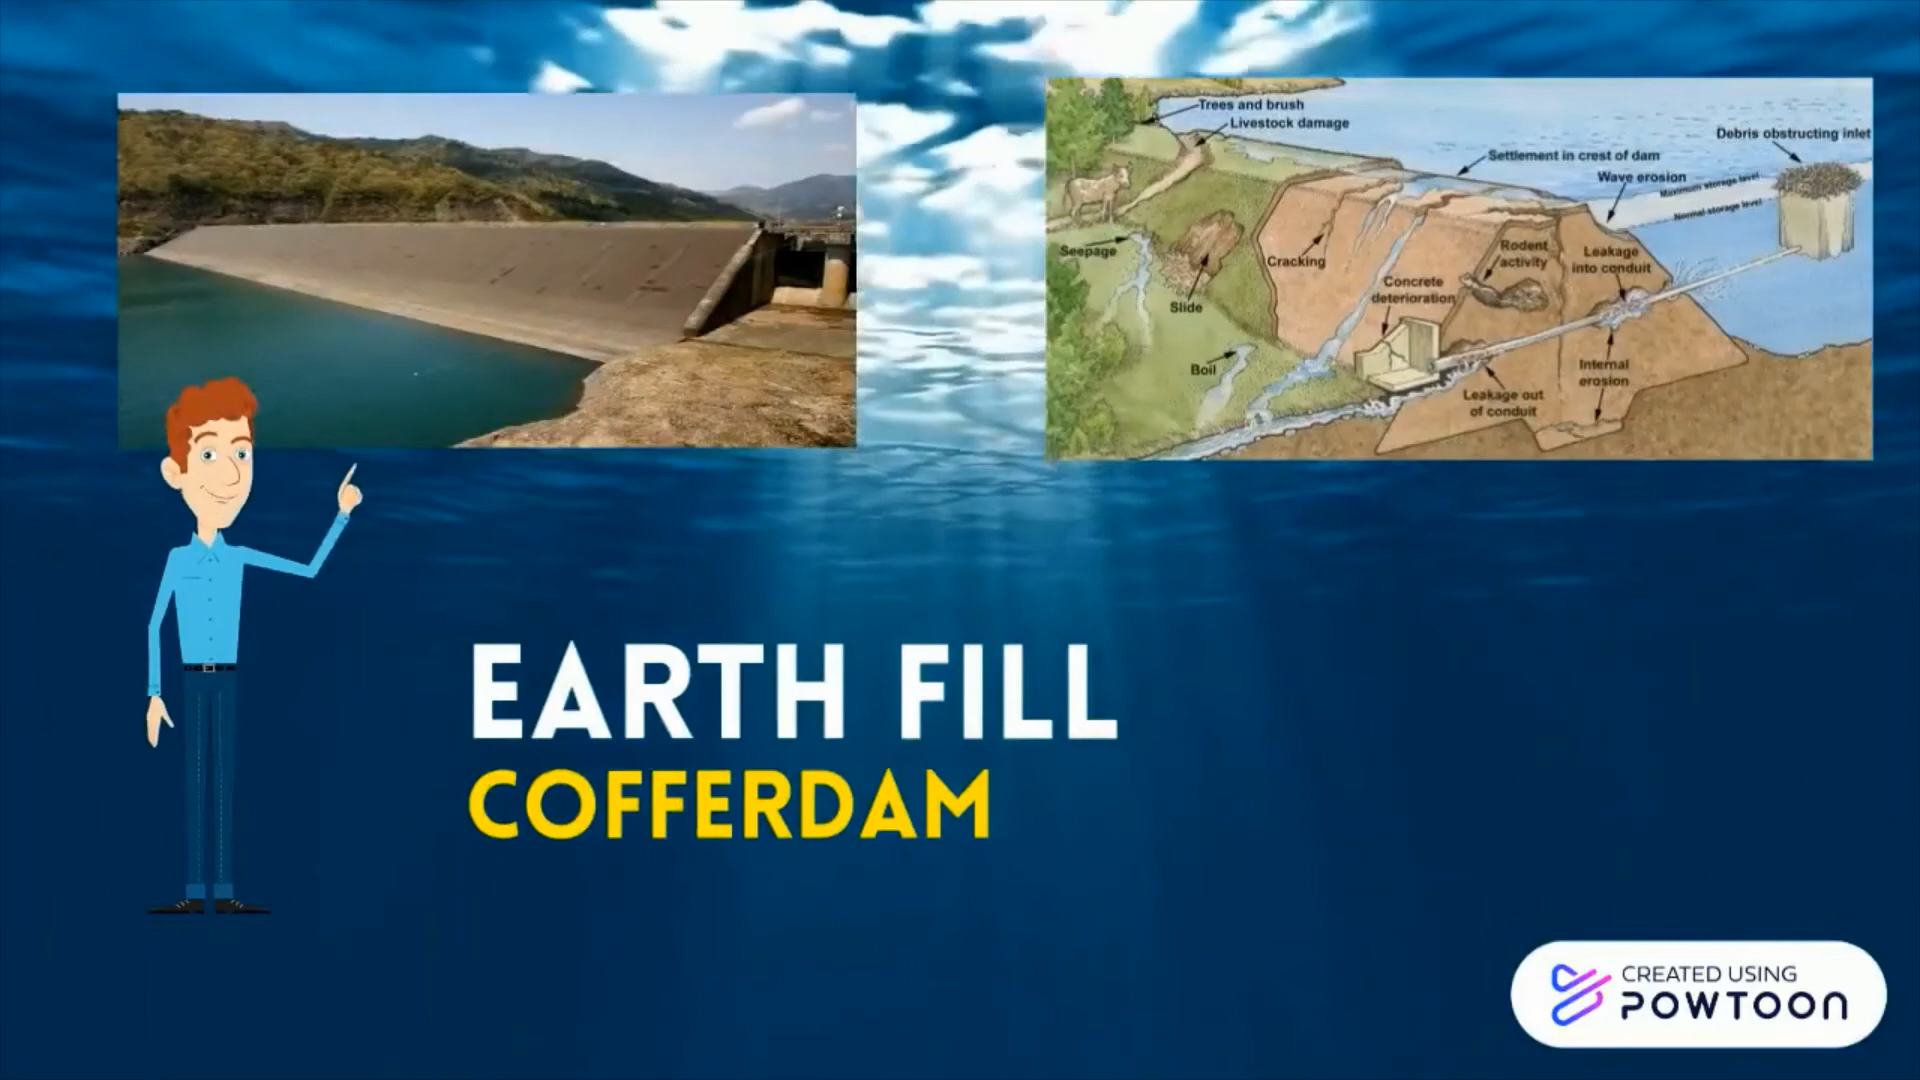 Trees and brush
Livestock damage
Debris obstructing inlet
Settlement in crest of dam
Wave erosion
Maximum storage level
Normal storage level
Seepage
Cracking
Rodent
activity
Leakage
into conduit
Concrete
deterioration
Slide
Boil
Internal
erosion
Leakage out
of conduit
EARTH FILL
COFFERDAM
CREATED USING
POWTOON